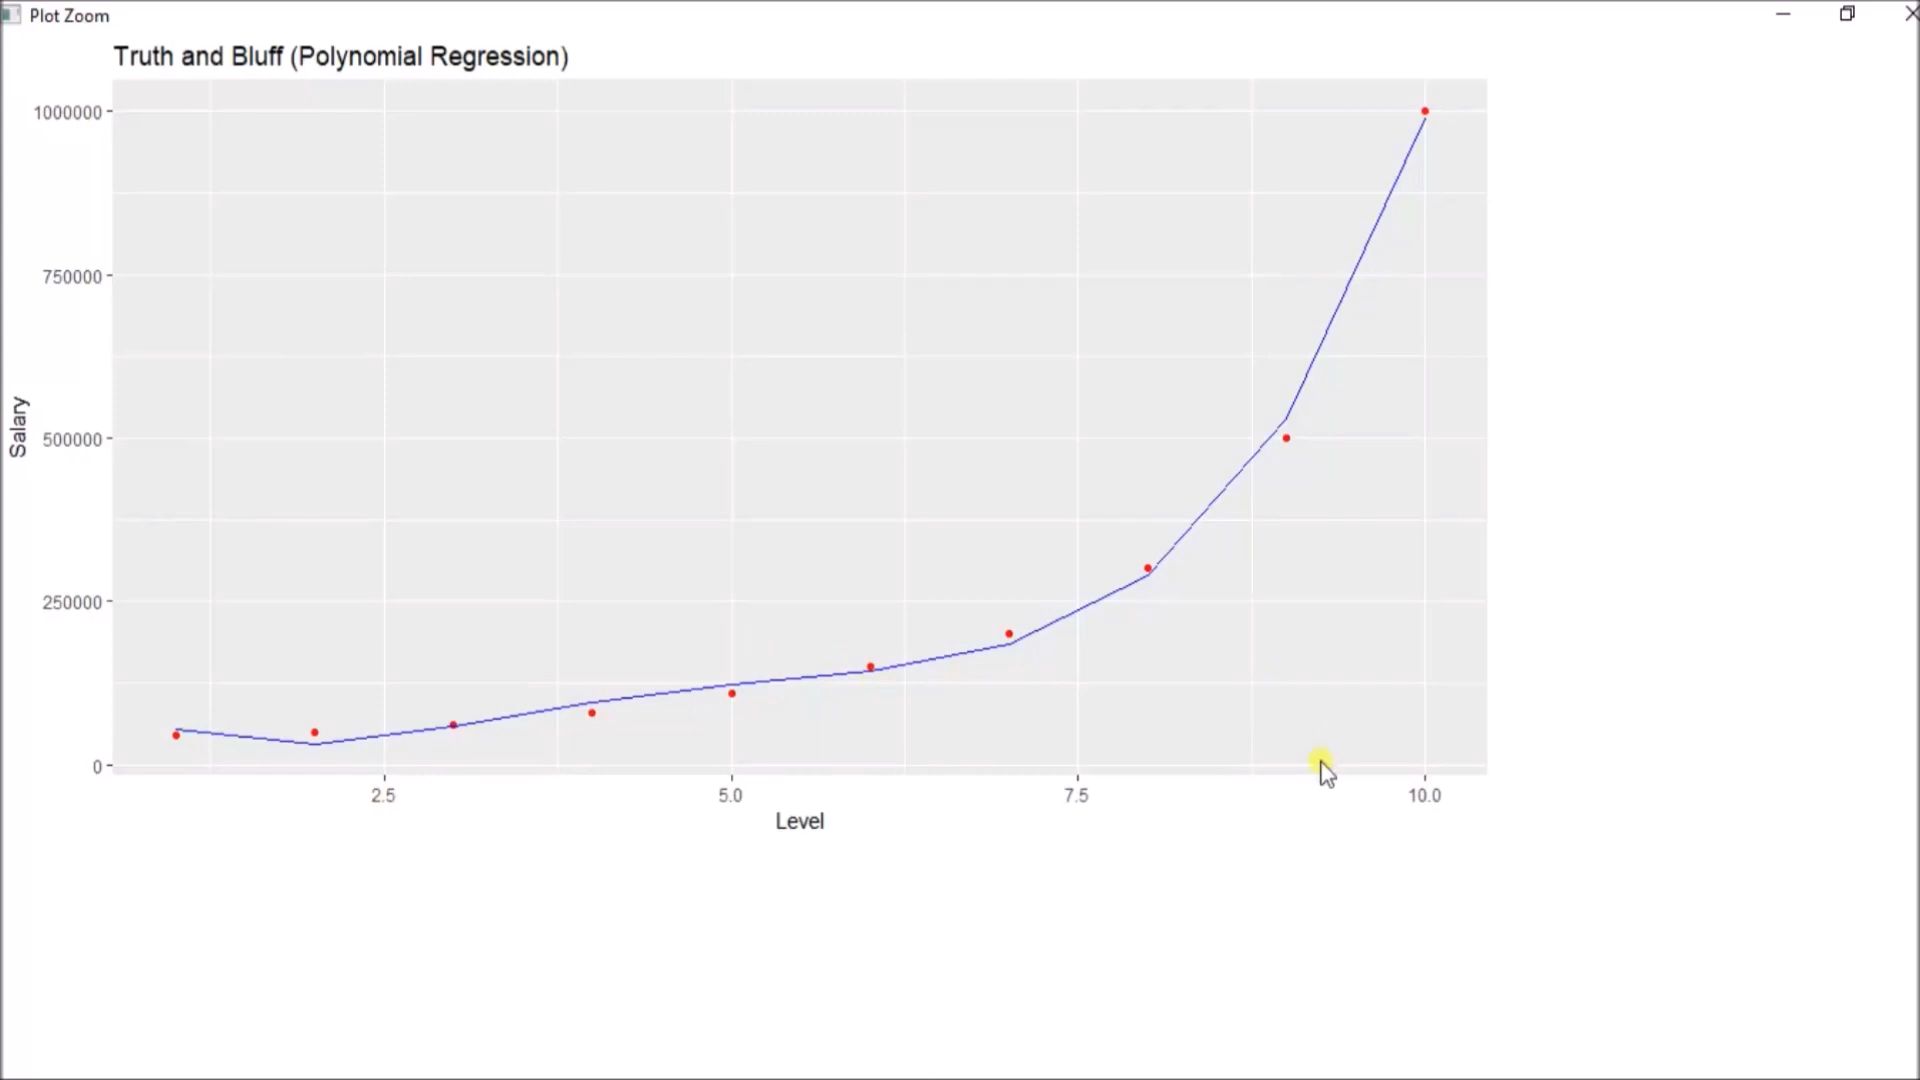 Plot Zoom
Truth and Bluff (Polynomial Regression)
1000000
750000
500000
250000
0
Salary
2.5 5.0 7.5 10.0
Level